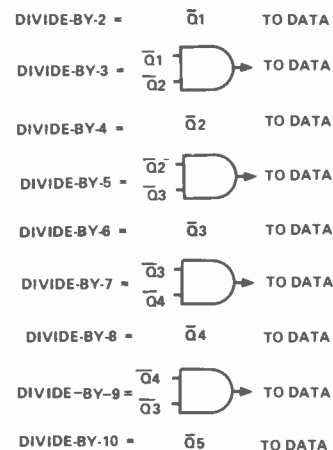 DIVIDE-BY-2 = Q̅1 TO DATA
Q̅1
DIVIDE-BY-3 = TO DATA
Q̅2
DIVIDE-BY-4 = Q̅2 TO DATA
Q̅2
DIVIDE-BY-5 = TO DATA
Q̅3
DIVIDE-BY-6 = Q̅3 TO DATA
Q̅3
DIVIDE-BY-7 = TO DATA
Q̅4
DIVIDE-BY-8 = Q̅4 TO DATA
Q̅4
DIVIDE-BY-9 = TO DATA
Q̅3
DIVIDE-BY-10 = Q̅5 TO DATA